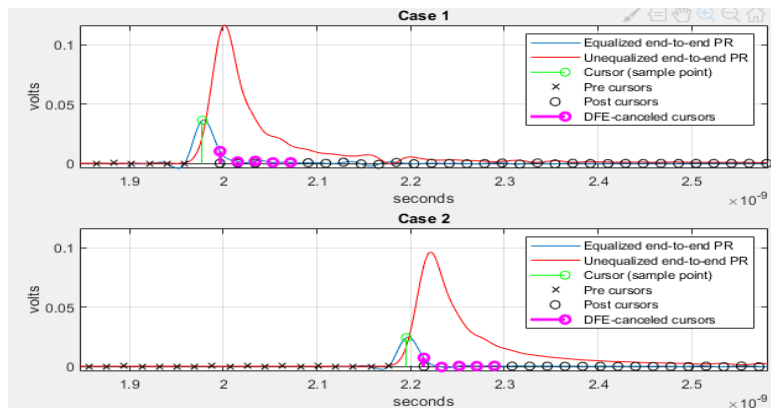 Case 1
0.1
0.05
0
volts
Equalized end-to-end PR
Unequalized end-to-end PR
Cursor (sample point)
Pre cursors
Post cursors
DFE-canceled cursors
1.9
2
2.1
2.2
2.3
2.4
2.5
seconds
×10⁻⁹
Case 2
0.1
0.05
0
volts
Equalized end-to-end PR
Unequalized end-to-end PR
Cursor (sample point)
Pre cursors
Post cursors
DFE-canceled cursors
1.9
2
2.1
2.2
2.3
2.4
2.5
seconds
×10⁻⁹